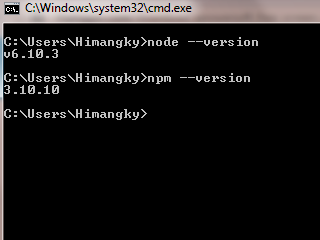 C:\Windows\system32\cmd.exe
C:\Users\Himangky>node --version
v6.10.3
C:\Users\Himangky>npm --version
3.10.10
C:\Users\Himangky>